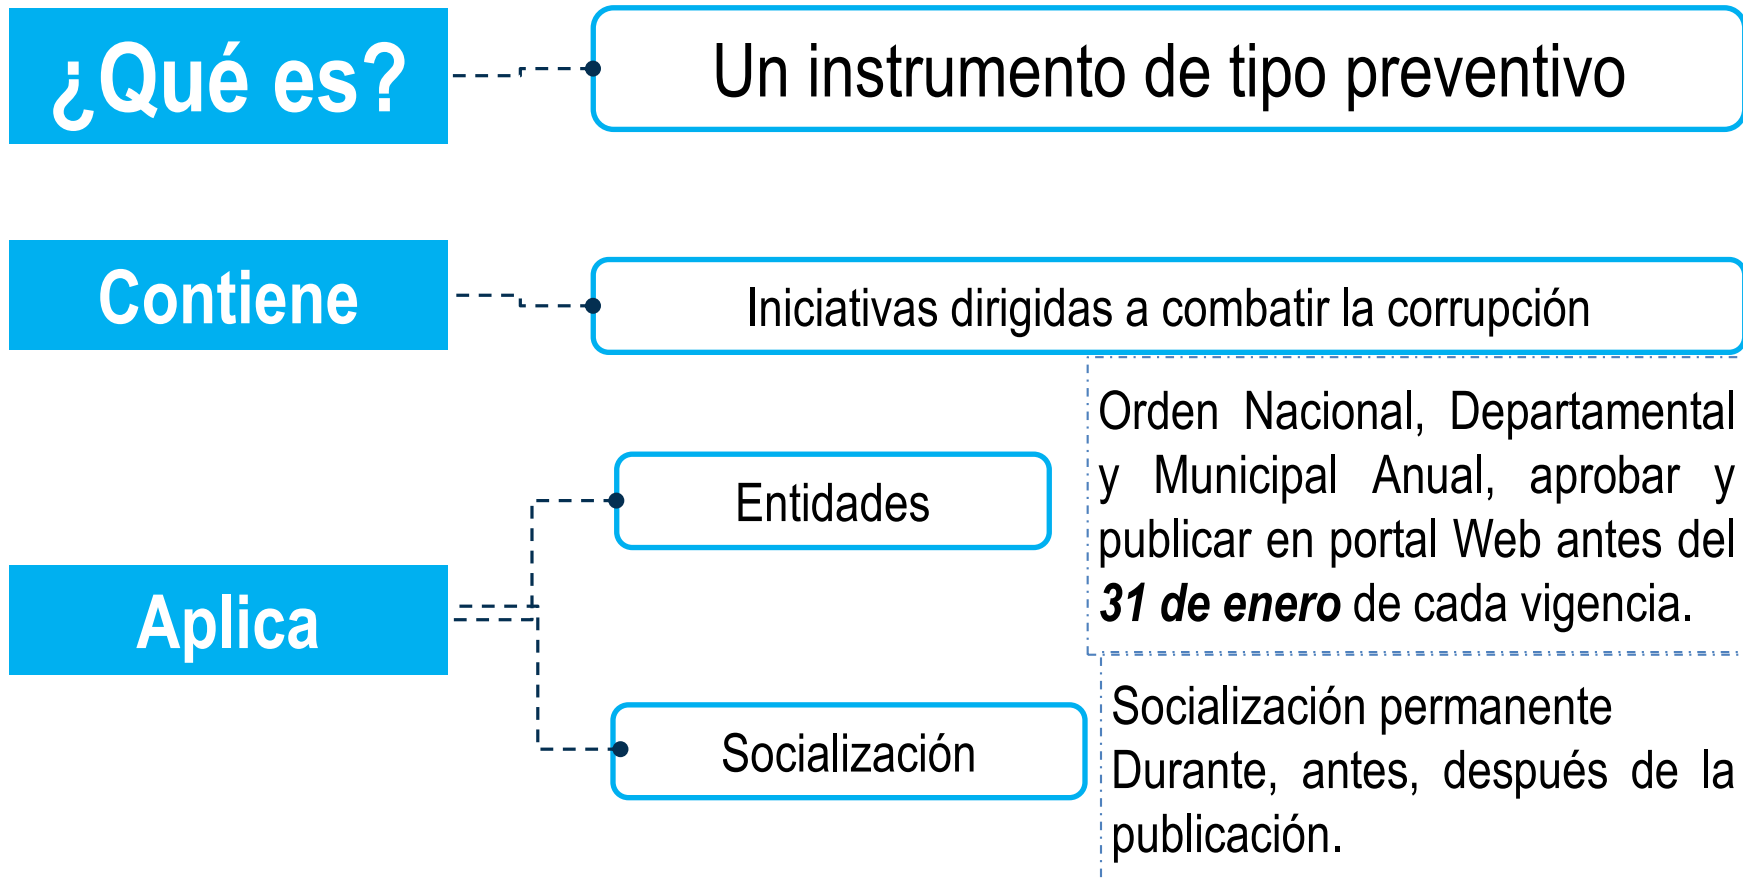 ¿Qué es?
Un instrumento de tipo preventivo
Contiene
Iniciativas dirigidas a combatir la corrupción
Aplica
Entidades
Orden Nacional, Departamental
y Municipal Anual, aprobar y
publicar en portal Web antes del
31 de enero de cada vigencia.
Socialización
Socialización permanente
Durante, antes, después de la
publicación.